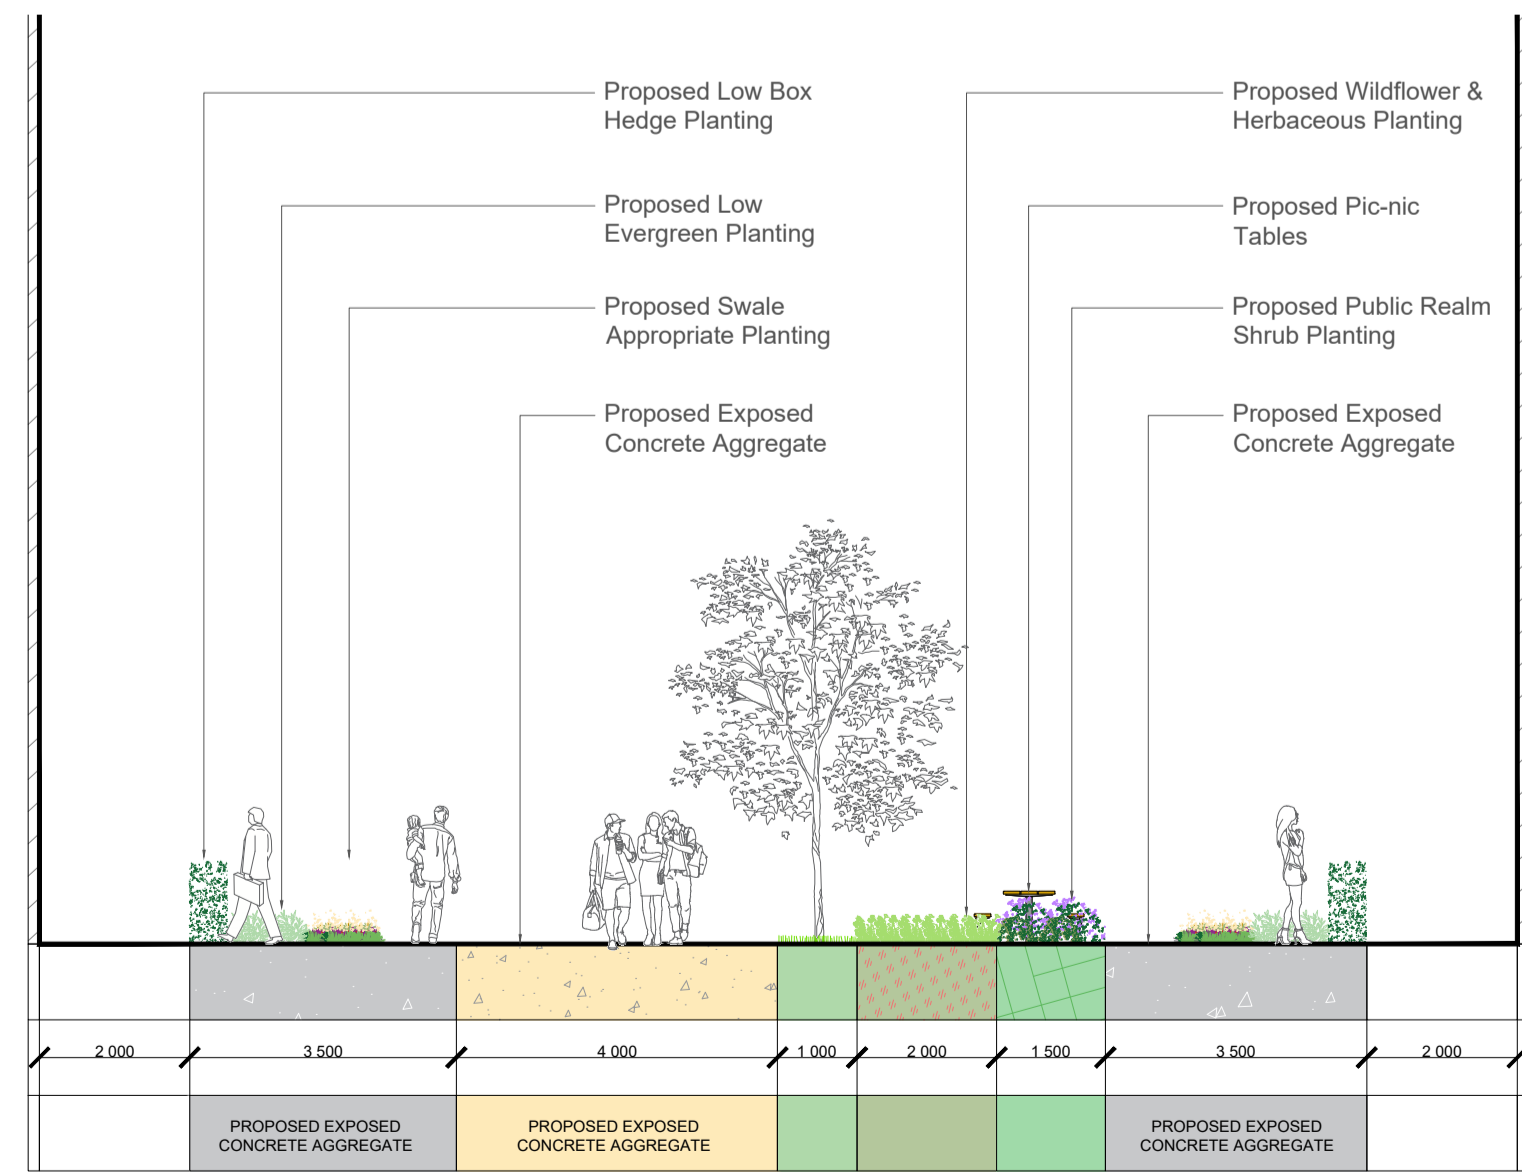 Proposed Low Box
Hedge Planting
Proposed Low
Evergreen Planting
Proposed Swale
Appropriate Planting
Proposed Exposed
Concrete Aggregate
Proposed Wildflower &
Herbaceous Planting
Proposed Pic-nic
Tables
Proposed Public Realm
Shrub Planting
Proposed Exposed
Concrete Aggregate
2 000
3 500
4 000
1 000
2 000
1 500
3 500
2 000
PROPOSED EXPOSED
CONCRETE AGGREGATE
PROPOSED EXPOSED
CONCRETE AGGREGATE
PROPOSED EXPOSED
CONCRETE AGGREGATE